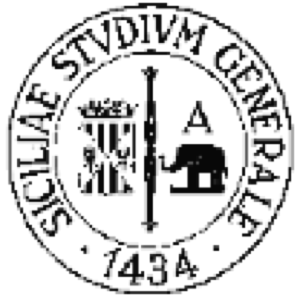 SICILIAE STVDIVM GENERALE
· 1434 ·
A